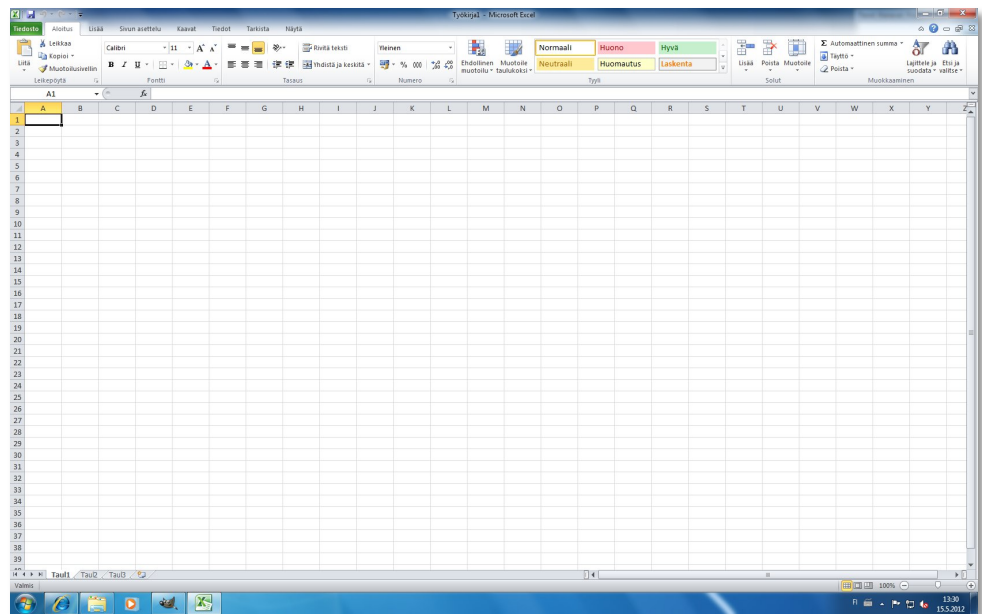 Työkirja1 - Microsoft Excel
Tiedosto Aloitus Lisää Sivun asettelu Kaavat Tiedot Tarkista Näytä
Liitä
Leikkaa
Kopioi
Muotoilusivellin
Leikepöytä
Calibri 11
B I U
Fontti
Rivitä teksti
Yhdistä ja keskitä
Tasaus
Yleinen
% 000
Numero
Ehdollinen muotoilu
Muotoile taulukoksi
Normaali Huono Hyvä
Neutraali Huomautus Laskenta
Tyyli
Lisää Poista Muotoile
Solut
Σ Automaattinen summa
Täyttö
Poista
Lajittele ja suodata
Etsi ja valitse
Muokkaaminen
A1 fx
A B C D E F G H I J K L M N O P Q R S T U V W X Y Z
1
2
3
4
5
6
7
8
9
10
11
12
13
14
15
16
17
18
19
20
21
22
23
24
25
26
27
28
29
30
31
32
33
34
35
36
37
38
39
Taul1 Taul2 Taul3
Valmis 100%
FI 13:30
15.5.2012